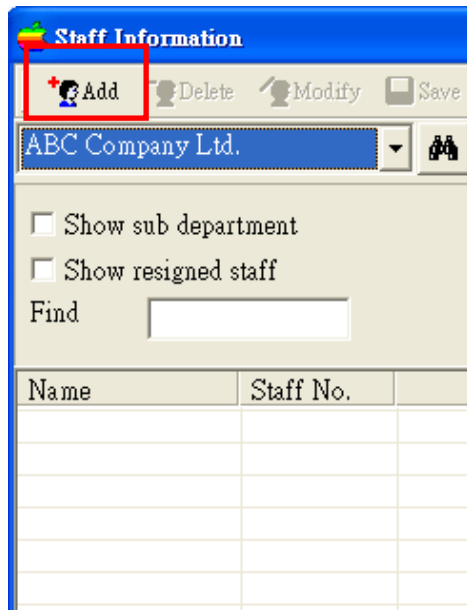 Staff Information
Add Delete Modify Save
ABC Company Ltd.
Show sub department
Show resigned staff
Find
Name Staff No.